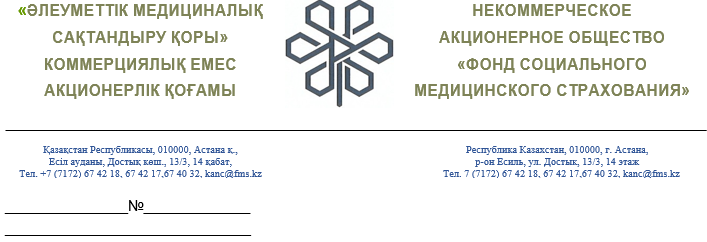 «ӘЛЕУМЕТТІК МЕДИЦИНАЛЫҚ
САҚТАНДЫРУ ҚОРЫ»
КОММЕРЦИЯЛЫҚ ЕМЕС
АКЦИОНЕРЛІК ҚОҒАМЫ
НЕКОММЕРЧЕСКОЕ
АКЦИОНЕРНОЕ ОБЩЕСТВО
«ФОНД СОЦИАЛЬНОГО
МЕДИЦИНСКОГО СТРАХОВАНИЯ»
Қазақстан Республикасы, 010000, Астана қ.,
Есіл ауданы, Достық көш., 13/3, 14 қабат,
Тел. +7 (7172) 67 42 18, 67 42 17,67 40 32, kanc@fms.kz
Республика Казахстан, 010000, г. Астана,
р-он Есиль, ул. Достык, 13/3, 14 этаж
Тел. 7 (7172) 67 42 18, 67 42 17,67 40 32, kanc@fms.kz
№